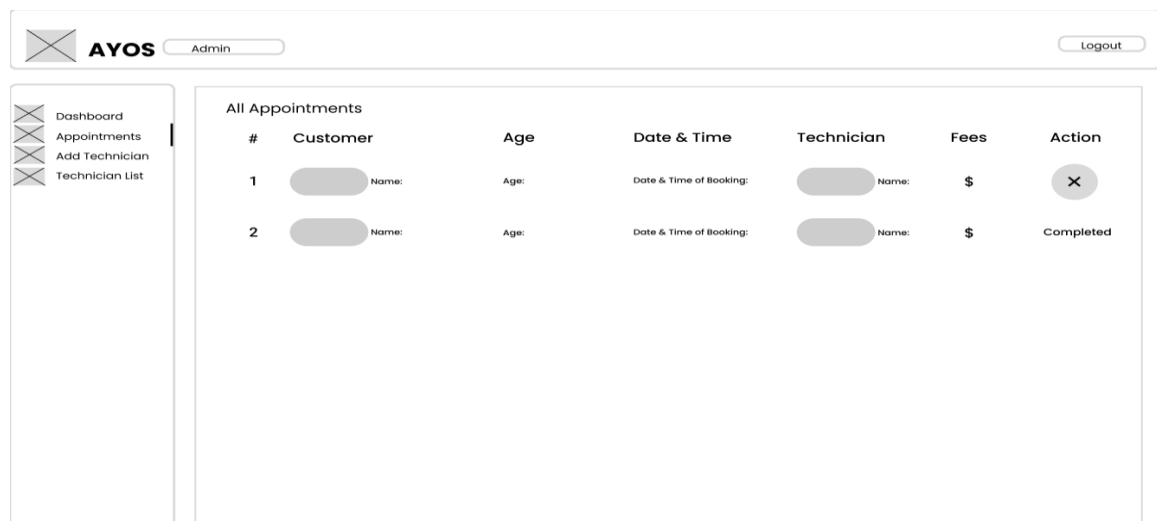 AYOS Admin Logout
Dashboard
Appointments
Add Technician
Technician List
All Appointments
# Customer Age Date & Time Technician Fees Action
1 Name: Age: Date & Time of Booking: Name: $ ✕
2 Name: Age: Date & Time of Booking: Name: $ Completed